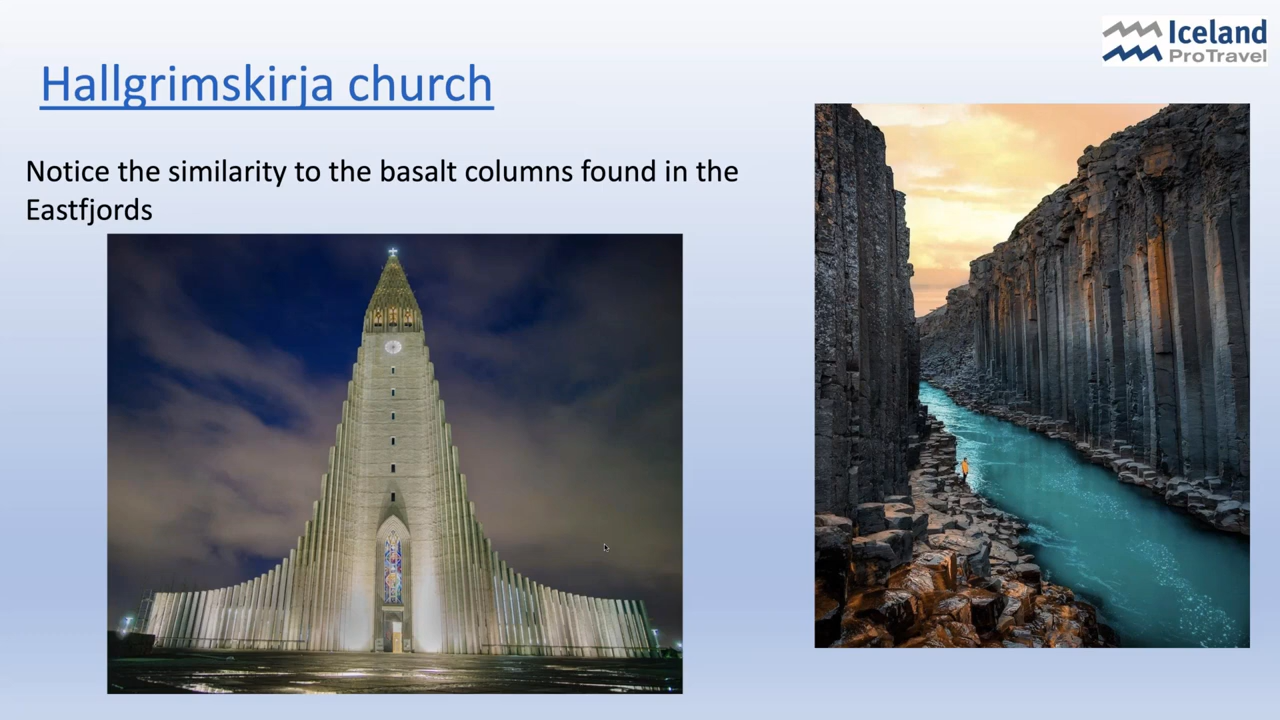 Iceland
ProTravel
Hallgrimskirja church
Notice the similarity to the basalt columns found in the
Eastfjords